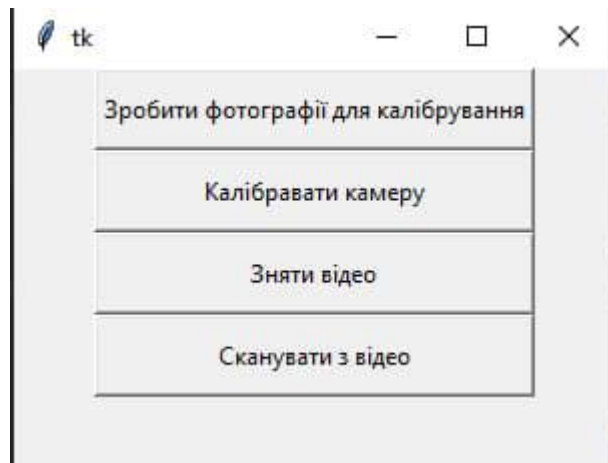 tk
Зробити фотографії для калібрування
Калібравати камеру
Зняти відео
Сканувати з відео